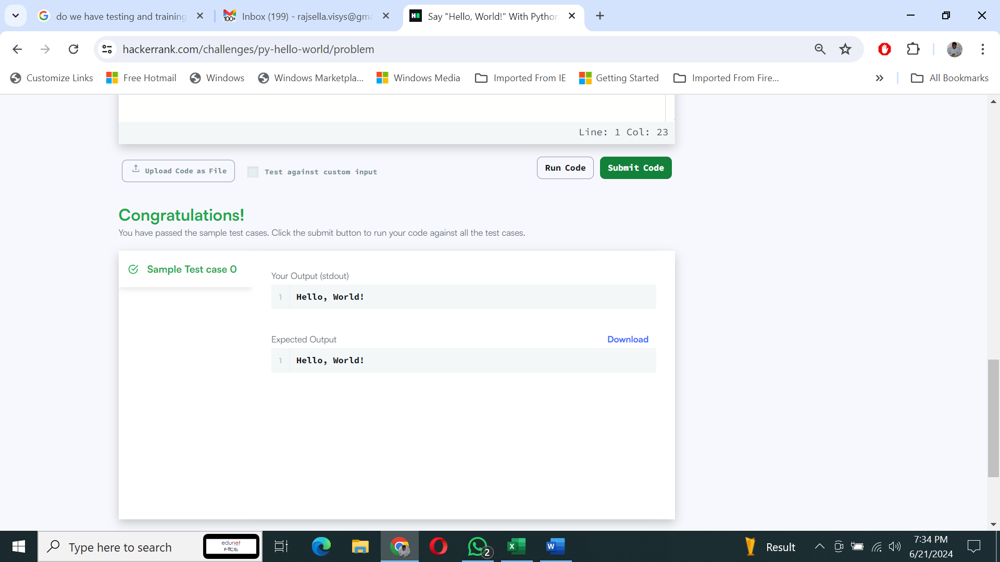 do we have testing and training
Inbox (199) - rajsella.visys@gma
Say "Hello, World!" With Python
hackerrank.com/challenges/py-hello-world/problem
Customize Links
Free Hotmail
Windows
Windows Marketpla...
Windows Media
Imported From IE
Getting Started
Imported From Fire...
All Bookmarks
Line: 1 Col: 23
Upload Code as File
Test against custom input
Run Code
Submit Code
Congratulations!
You have passed the sample test cases. Click the submit button to run your code against all the test cases.
Sample Test case 0
Your Output (stdout)
1 Hello, World!
Expected Output
Download
1 Hello, World!
Type here to search
edunet
FICE
2
Result
7:34 PM
6/21/2024